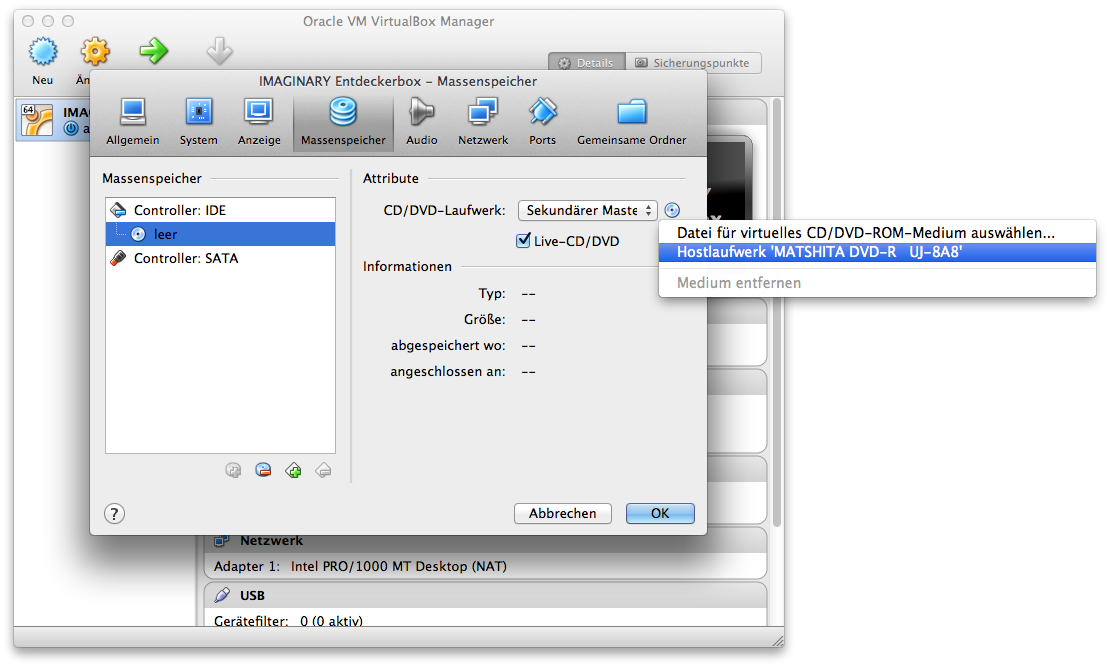 Oracle VM VirtualBox Manager
Neu
Details
Sicherungspunkte
64
IMAGINARY Entdeckerbox – Massenspeicher
Allgemein System Anzeige Massenspeicher Audio Netzwerk Ports Gemeinsame Ordner
Massenspeicher
Controller: IDE
leer
Controller: SATA
Attribute
CD/DVD-Laufwerk: Sekundärer Maste
Live-CD/DVD
Datei für virtuelles CD/DVD-ROM-Medium auswählen...
Hostlaufwerk 'MATSHITA DVD-R UJ-8A8'
Medium entfernen
Informationen
Typ: --
Größe: --
abgespeichert wo: --
angeschlossen an: --
?
Abbrechen
OK
Netzwerk
Adapter 1: Intel PRO/1000 MT Desktop (NAT)
USB
Gerätefilter: 0 (0 aktiv)